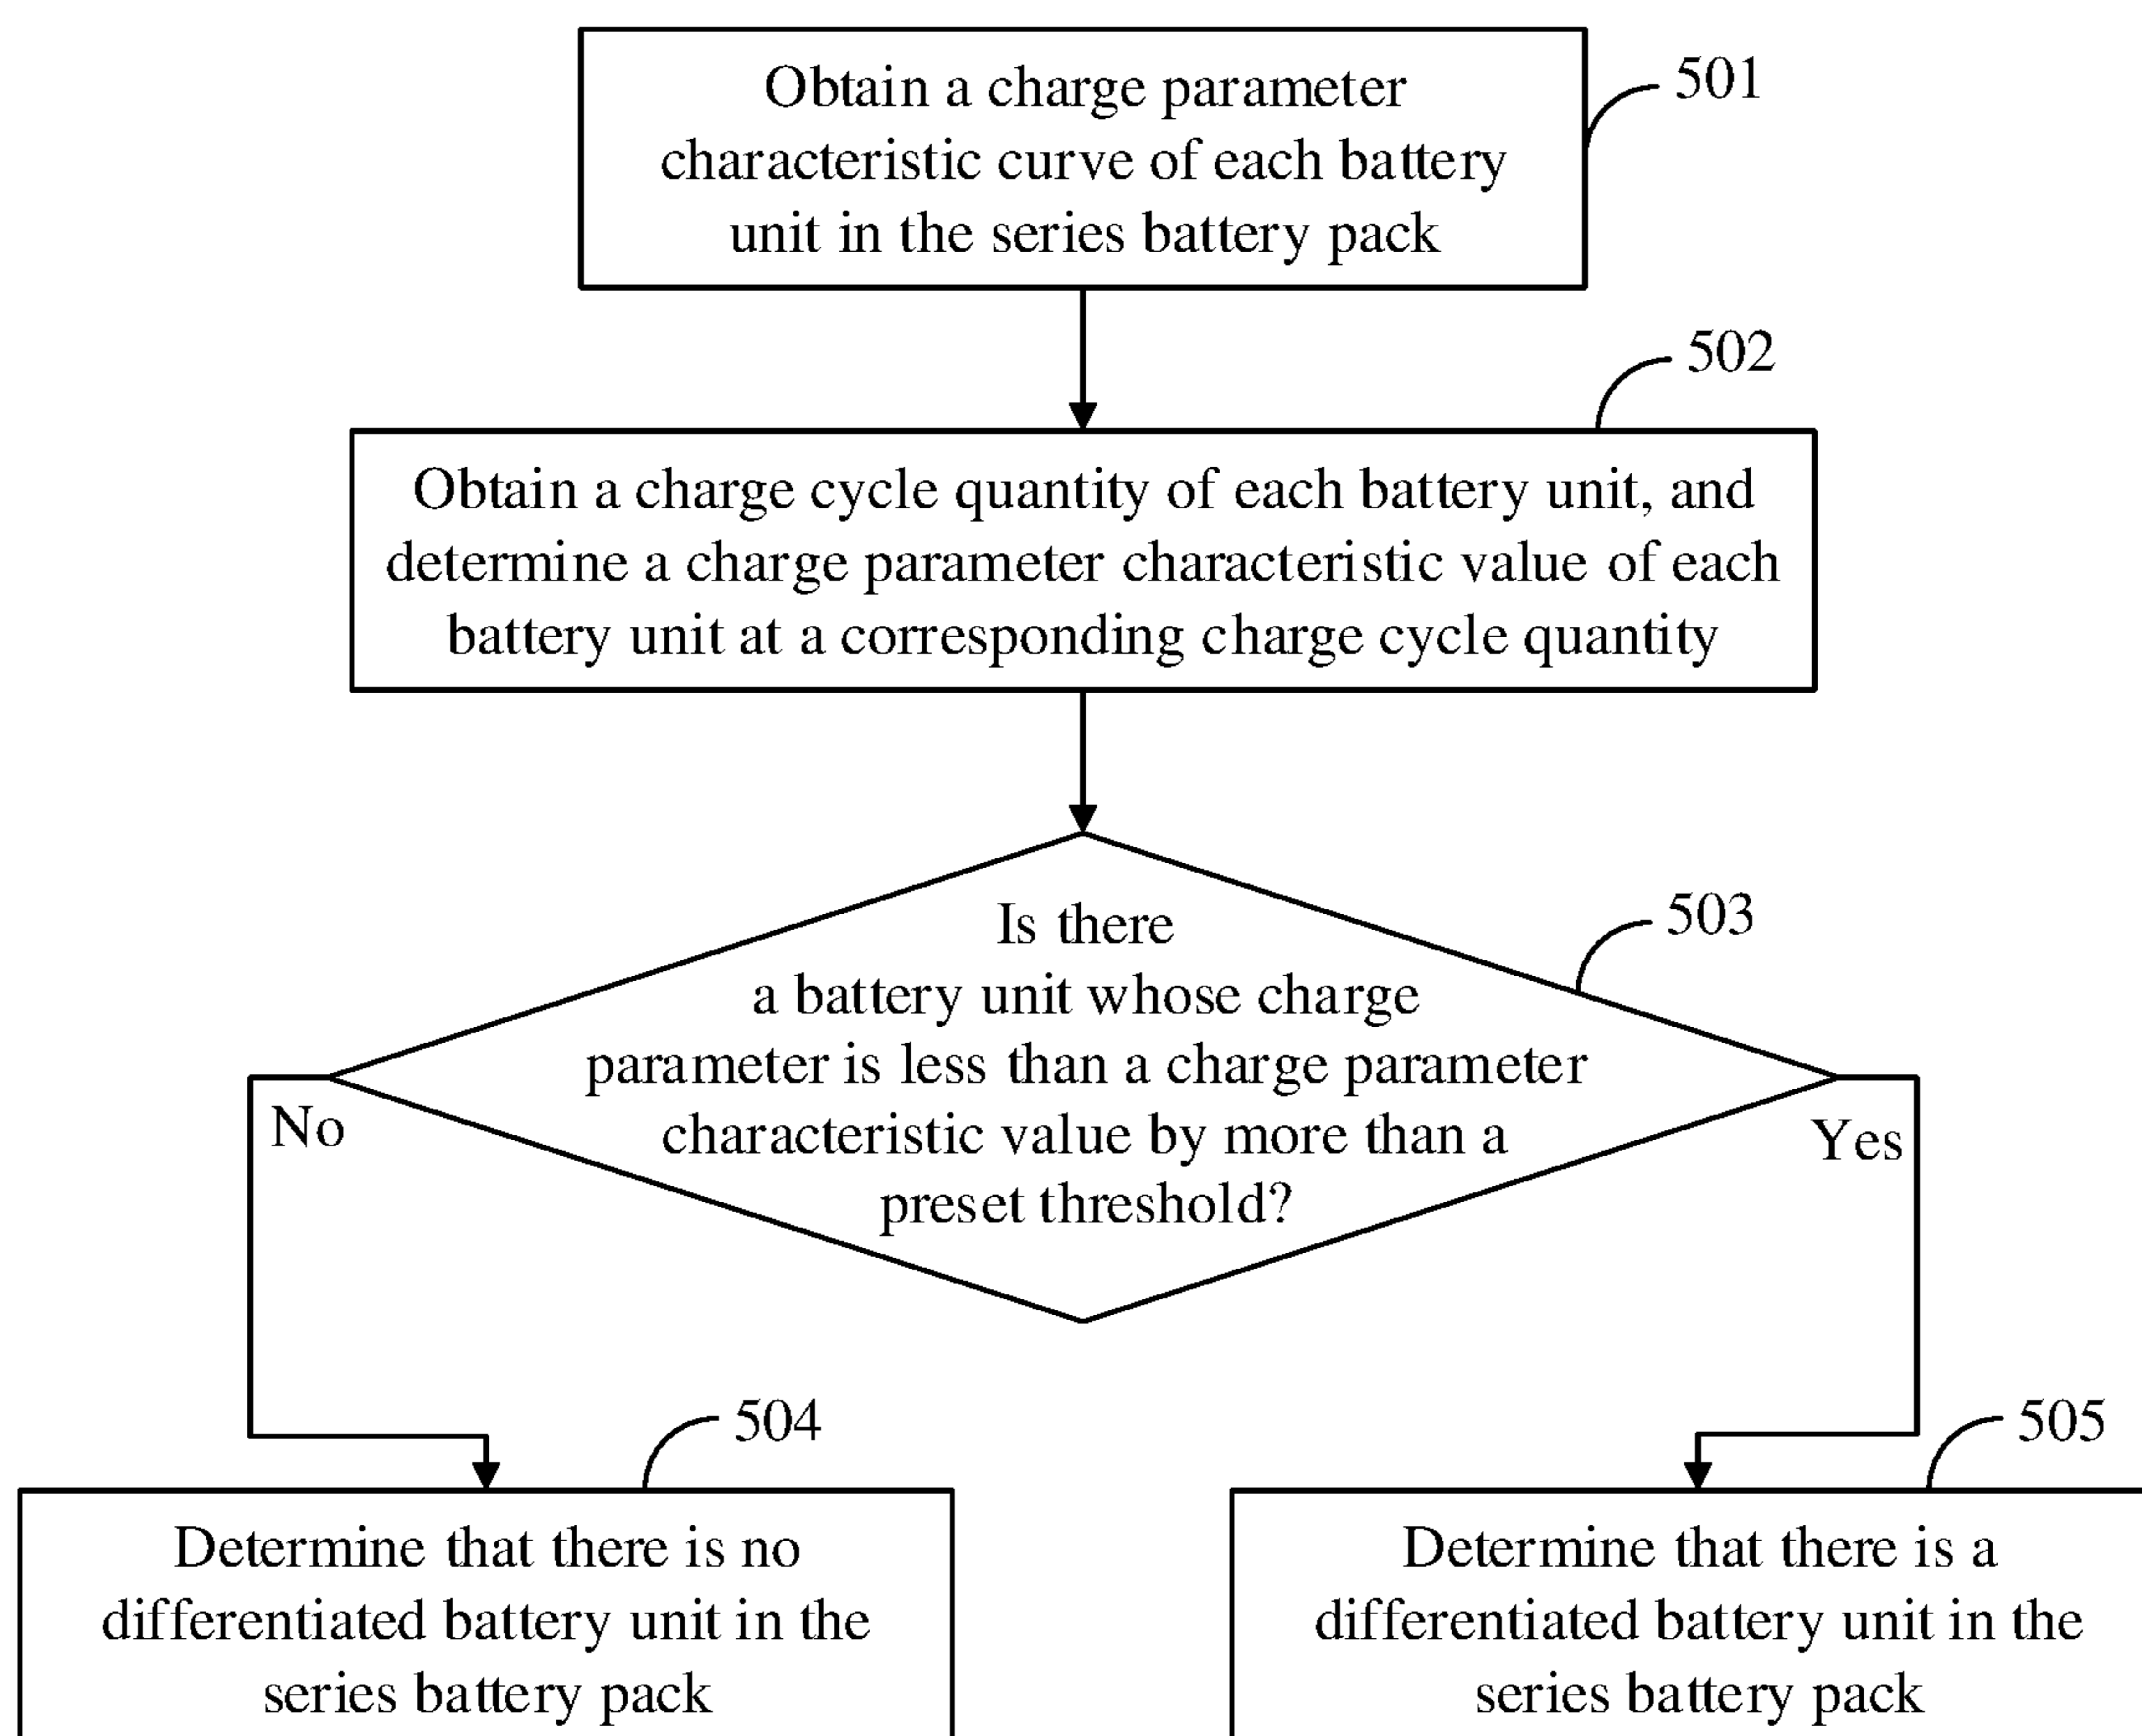 Obtain a charge parameter
characteristic curve of each battery
unit in the series battery pack
501
502
Obtain a charge cycle quantity of each battery unit, and
determine a charge parameter characteristic value of each
battery unit at a corresponding charge cycle quantity
503
Is there
a battery unit whose charge
parameter is less than a charge parameter
characteristic value by more than a
preset threshold?
No
Yes
504
505
Determine that there is no
differentiated battery unit in the
series battery pack
Determine that there is a
differentiated battery unit in the
series battery pack